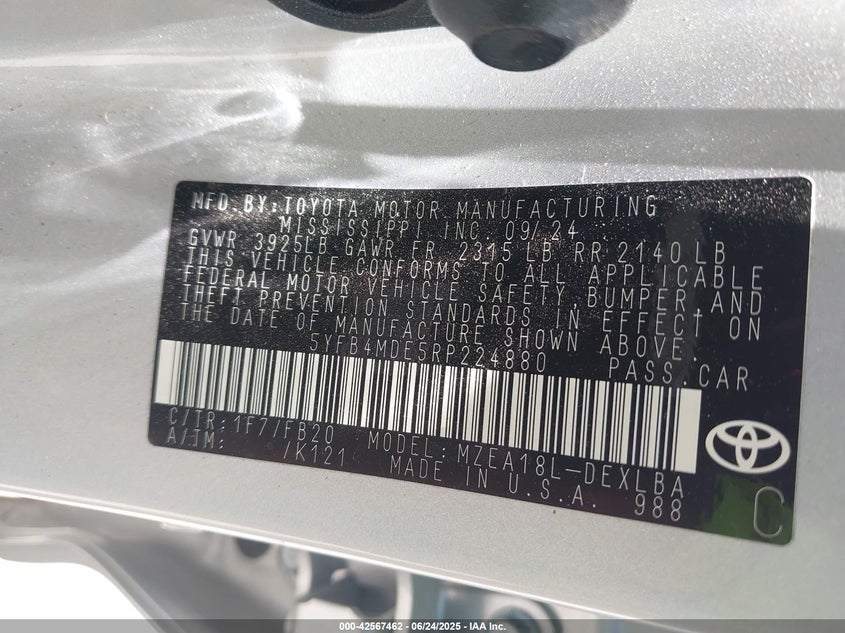 MFD. BY: TOYOTA MOTOR MANUFACTURING
MISSISSIPPI INC 09/24
GVWR 3925LB GAWR FR 2315 LB RR 2140 LB
THIS VEHICLE CONFORMS TO ALL APPLICABLE
FEDERAL MOTOR VEHICLE SAFETY, BUMPER, AND
THEFT PREVENTION STANDARDS IN EFFECT ON
THE DATE OF MANUFACTURE SHOWN ABOVE.
5YFB4MDE5RP224880 PASS.CAR
C/TR: 1F7/FB20 MODEL: MZEA18L-DEXLBA
A/TM: /K121 MADE IN U.S.A. 988
C
000-42567462 - 06/24/2025 - IAA Inc.